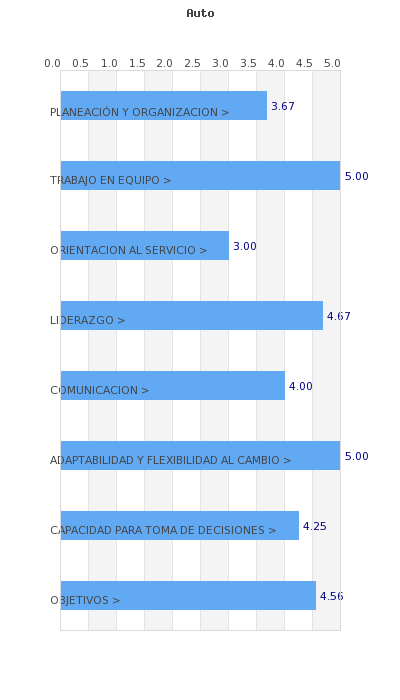 Auto
0.0 0.5 1.0 1.5 2.0 2.5 3.0 3.5 4.0 4.5 5.0
PLANEACIÓN Y ORGANIZACION > 3.67
TRABAJO EN EQUIPO > 5.00
ORIENTACION AL SERVICIO > 3.00
LIDERAZGO > 4.67
COMUNICACION > 4.00
ADAPTABILIDAD Y FLEXIBILIDAD AL CAMBIO > 5.00
CAPACIDAD PARA TOMA DE DECISIONES > 4.25
OBJETIVOS > 4.56